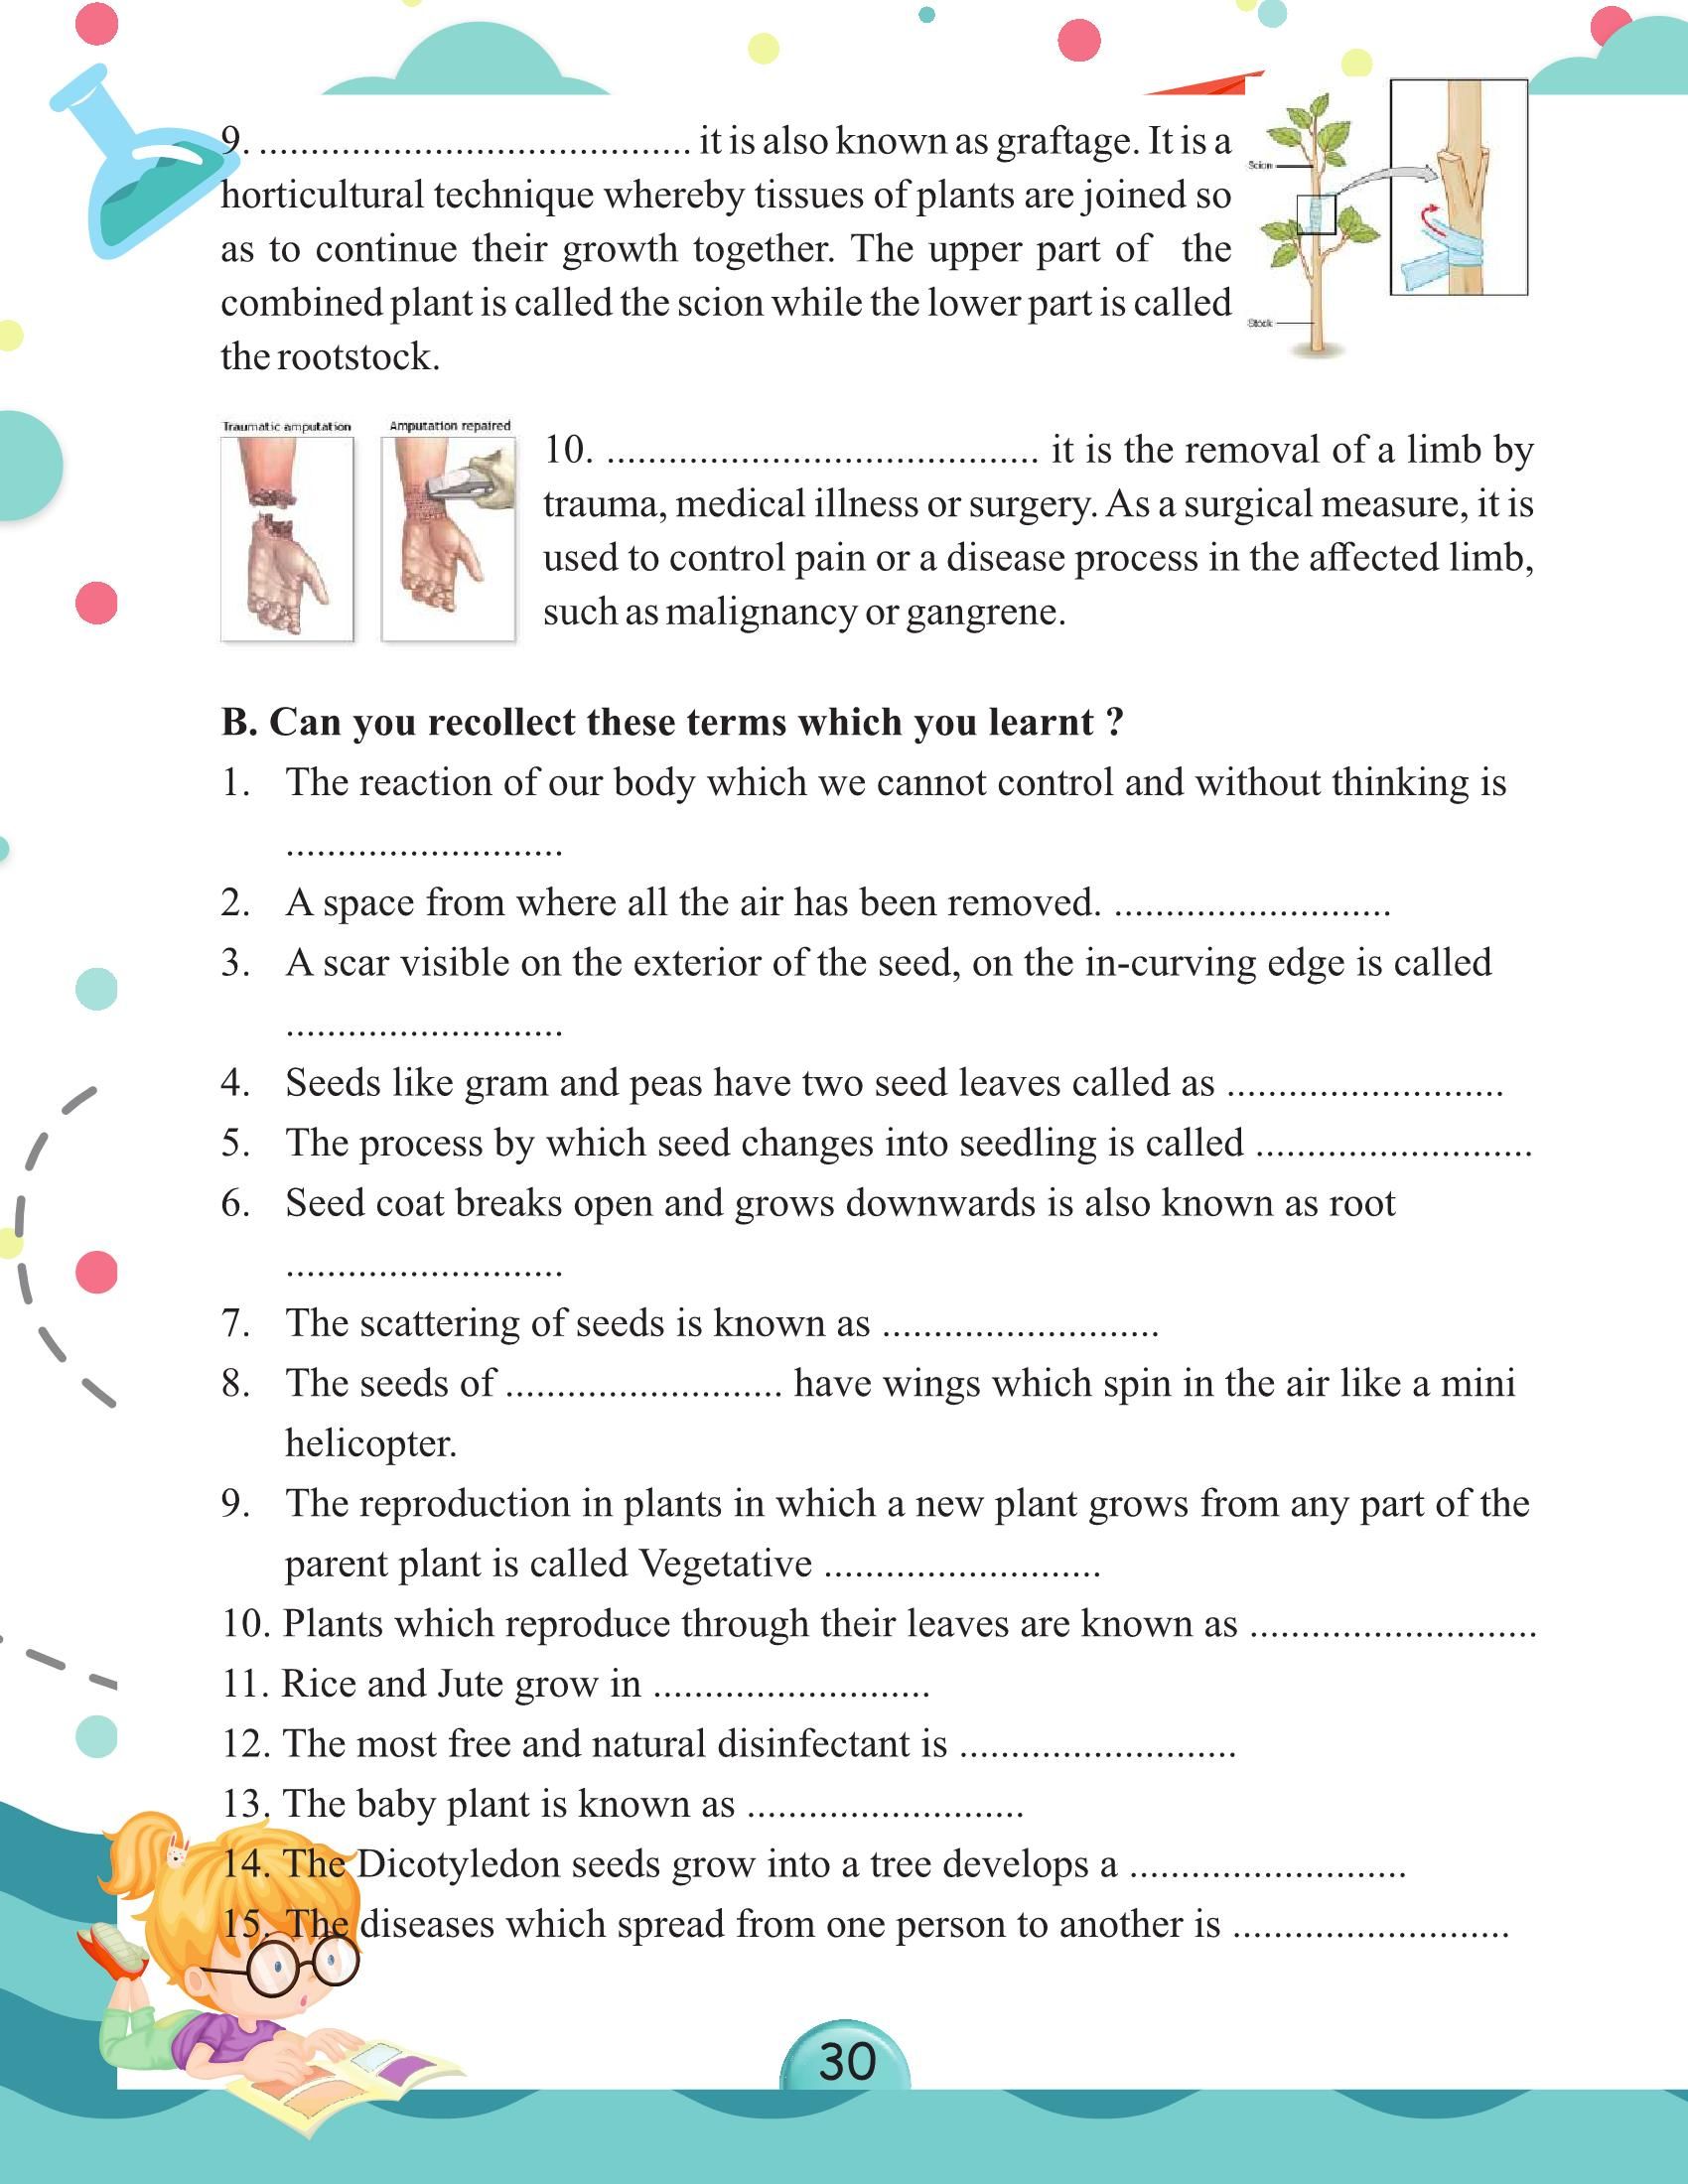 9. .......................................... it is also known as graftage. It is a
horticultural technique whereby tissues of plants are joined so
as to continue their growth together. The upper part of the
combined plant is called the scion while the lower part is called
the rootstock.
Scion
Stock
Traumatic amputation
Amputation repaired
10. .......................................... it is the removal of a limb by
trauma, medical illness or surgery. As a surgical measure, it is
used to control pain or a disease process in the affected limb,
such as malignancy or gangrene.
B. Can you recollect these terms which you learnt ?
1. The reaction of our body which we cannot control and without thinking is
...........................
2. A space from where all the air has been removed. ...........................
3. A scar visible on the exterior of the seed, on the in-curving edge is called
...........................
4. Seeds like gram and peas have two seed leaves called as ...........................
5. The process by which seed changes into seedling is called ...........................
6. Seed coat breaks open and grows downwards is also known as root
...........................
7. The scattering of seeds is known as ...........................
8. The seeds of ........................... have wings which spin in the air like a mini
helicopter.
9. The reproduction in plants in which a new plant grows from any part of the
parent plant is called Vegetative ...........................
10. Plants which reproduce through their leaves are known as ............................
11. Rice and Jute grow in ...........................
12. The most free and natural disinfectant is ...........................
13. The baby plant is known as ...........................
14. The Dicotyledon seeds grow into a tree develops a ...........................
15. The diseases which spread from one person to another is ...........................
30